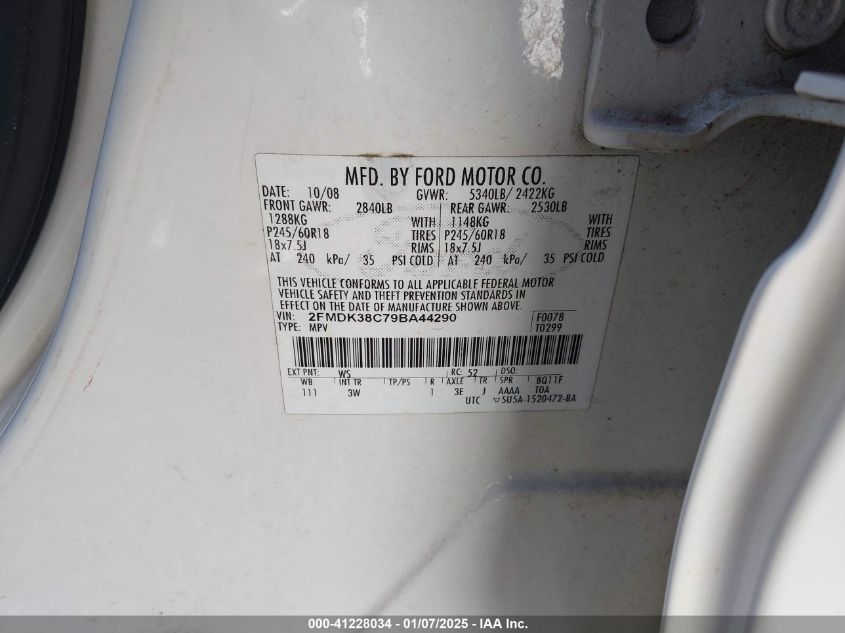 MFD. BY FORD MOTOR CO.
DATE: 10/08 GVWR: 5340LB/ 2422KG
FRONT GAWR: 2840LB REAR GAWR: 2530LB
1288KG WITH 1148KG WITH
P245/60R18 TIRES P245/60R18 TIRES
18x7.5J RIMS 18x7.5J RIMS
AT 240 kPa/ 35 PSI COLD AT 240 kPa/ 35 PSI COLD
THIS VEHICLE CONFORMS TO ALL APPLICABLE FEDERAL MOTOR
VEHICLE SAFETY AND THEFT PREVENTION STANDARDS IN
EFFECT ON THE DATE OF MANUFACTURE SHOWN ABOVE.
VIN: 2FMDK38C79BA44290 F0078
TYPE: MPV T0299
EXT PNT: WS RC: 52 DSO:
WB INT TR TP/PS R AXLE TR SPR BQ11F
111 3W 1 3E J AAAA TOA
UTC ▽5U5A-1520472-BA
000-41228034 — 01/07/2025 — US - IAA Inc.